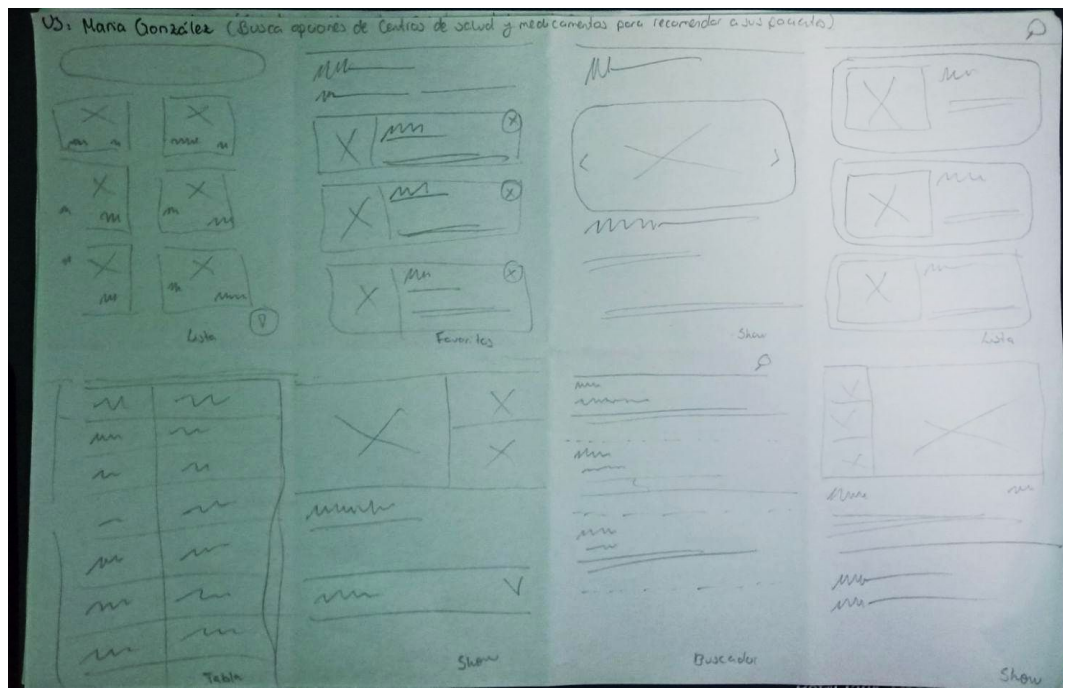 US: María González (Busca opciones de Centros de salud y medicamentos para recomendar a sus pacientes)
Lista
Favoritos
Show
Lista
Tabla
Show
Buscador
Show